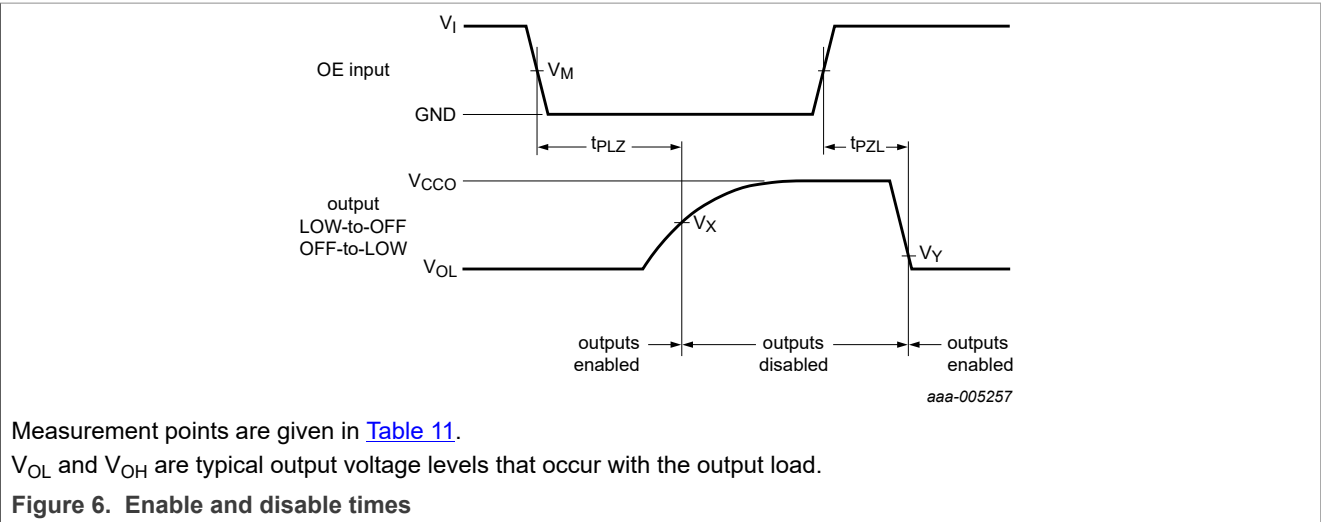 VI
OE input
VM
GND
tPLZ
tPZL
VCCO
output
LOW-to-OFF
OFF-to-LOW
VX
VY
VOL
outputs
enabled
outputs
disabled
outputs
enabled
aaa-005257
Measurement points are given in Table 11.
VOL and VOH are typical output voltage levels that occur with the output load.
Figure 6. Enable and disable times